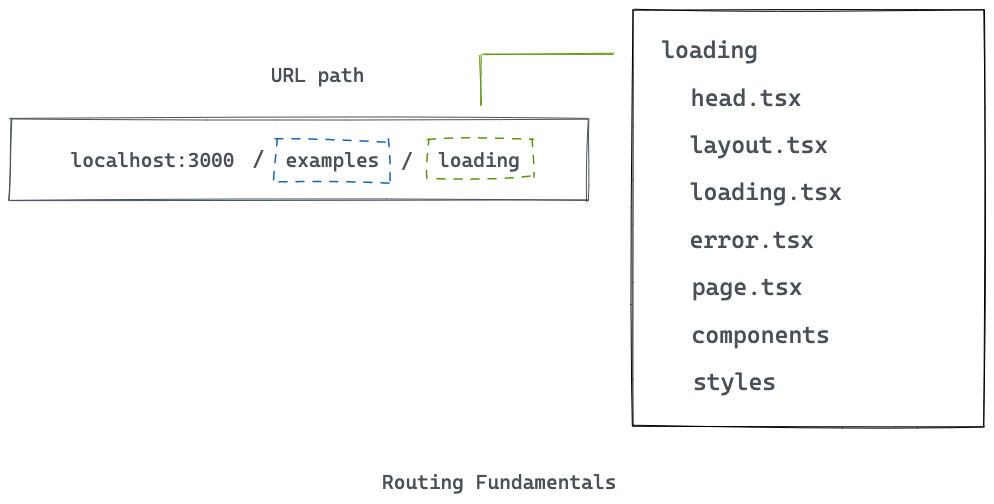 URL path
localhost:3000 / examples / loading
loading
head.tsx
layout.tsx
loading.tsx
error.tsx
page.tsx
components
styles
Routing Fundamentals